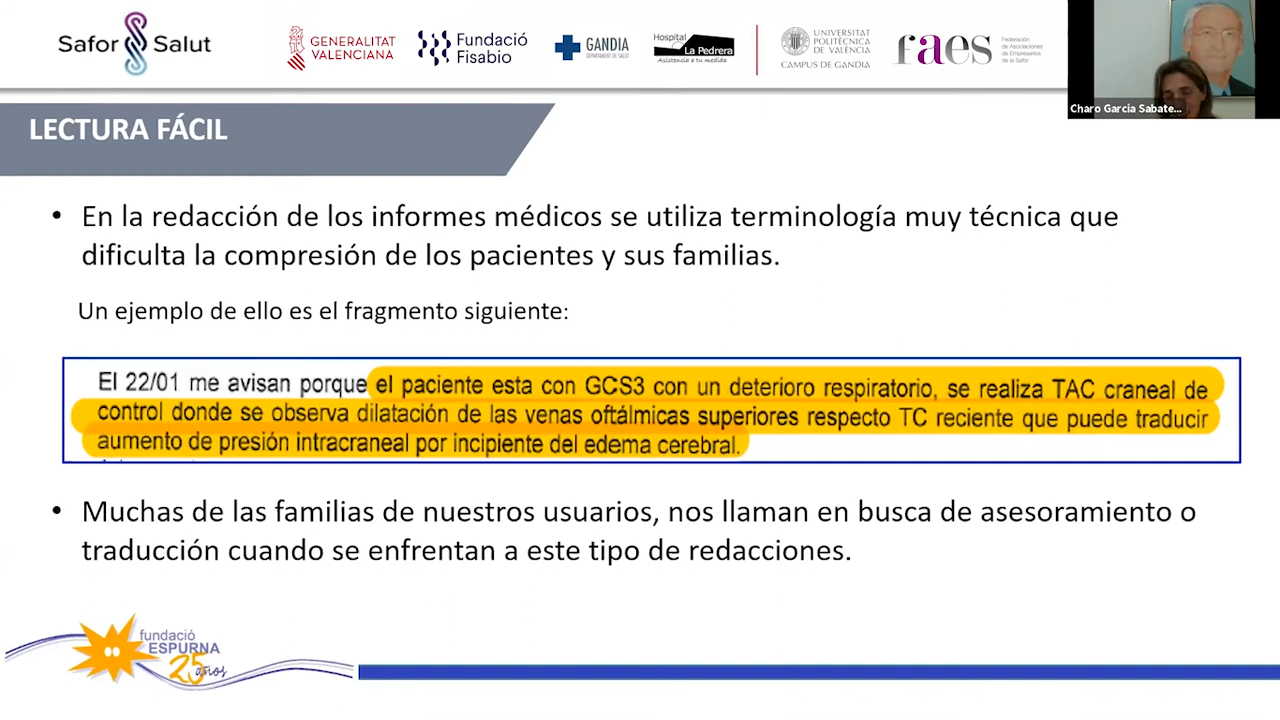 Safor Salut
GENERALITAT
VALENCIANA
Fundació
Fisabio
GANDIA
DEPARTAMENT DE SALUT
Hospital
La Pedrera
Asistencia a tu medida
UNIVERSITAT
POLITÈCNICA
DE VALÈNCIA
CAMPUS DE GANDIA
faes
Federación
de Asociaciones
de Empresarios
de la Safor
Charo Garcia Sabate...
LECTURA FÁCIL
• En la redacción de los informes médicos se utiliza terminología muy técnica que
dificulta la compresión de los pacientes y sus familias.
Un ejemplo de ello es el fragmento siguiente:
El 22/01 me avisan porque el paciente esta con GCS3 con un deterioro respiratorio, se realiza TAC craneal de
control donde se observa dilatación de las venas oftálmicas superiores respecto TC reciente que puede traducir
aumento de presión intracraneal por incipiente del edema cerebral.
• Muchas de las familias de nuestros usuarios, nos llaman en busca de asesoramiento o
traducción cuando se enfrentan a este tipo de redacciones.
fundació
ESPURNA
25 años